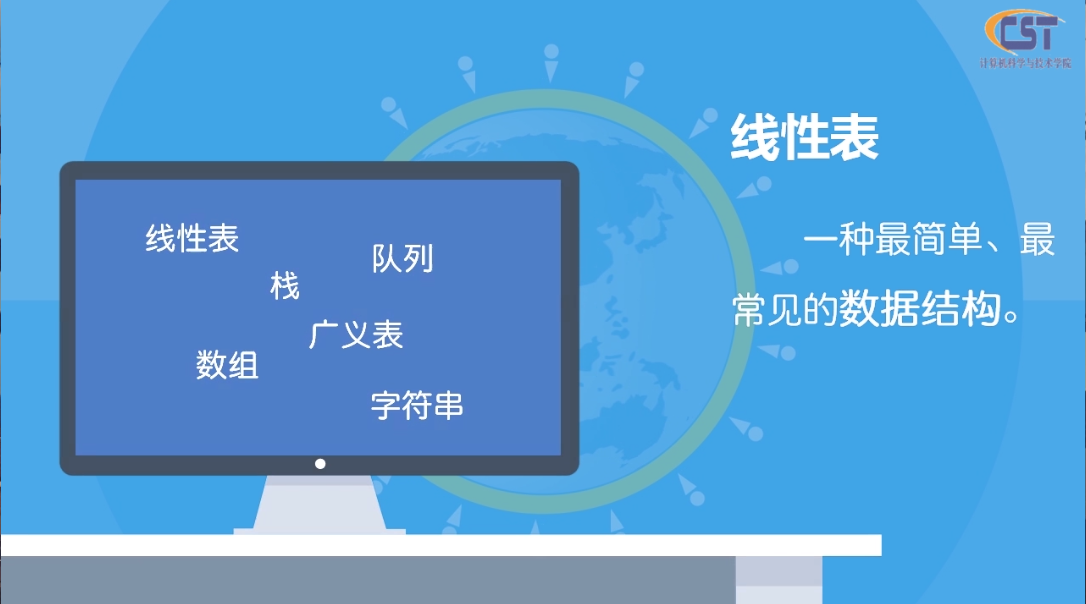 CST
计算机科学与技术学院
线性表
一种最简单、最
常见的数据结构。
线性表
队列
栈
广义表
数组
字符串